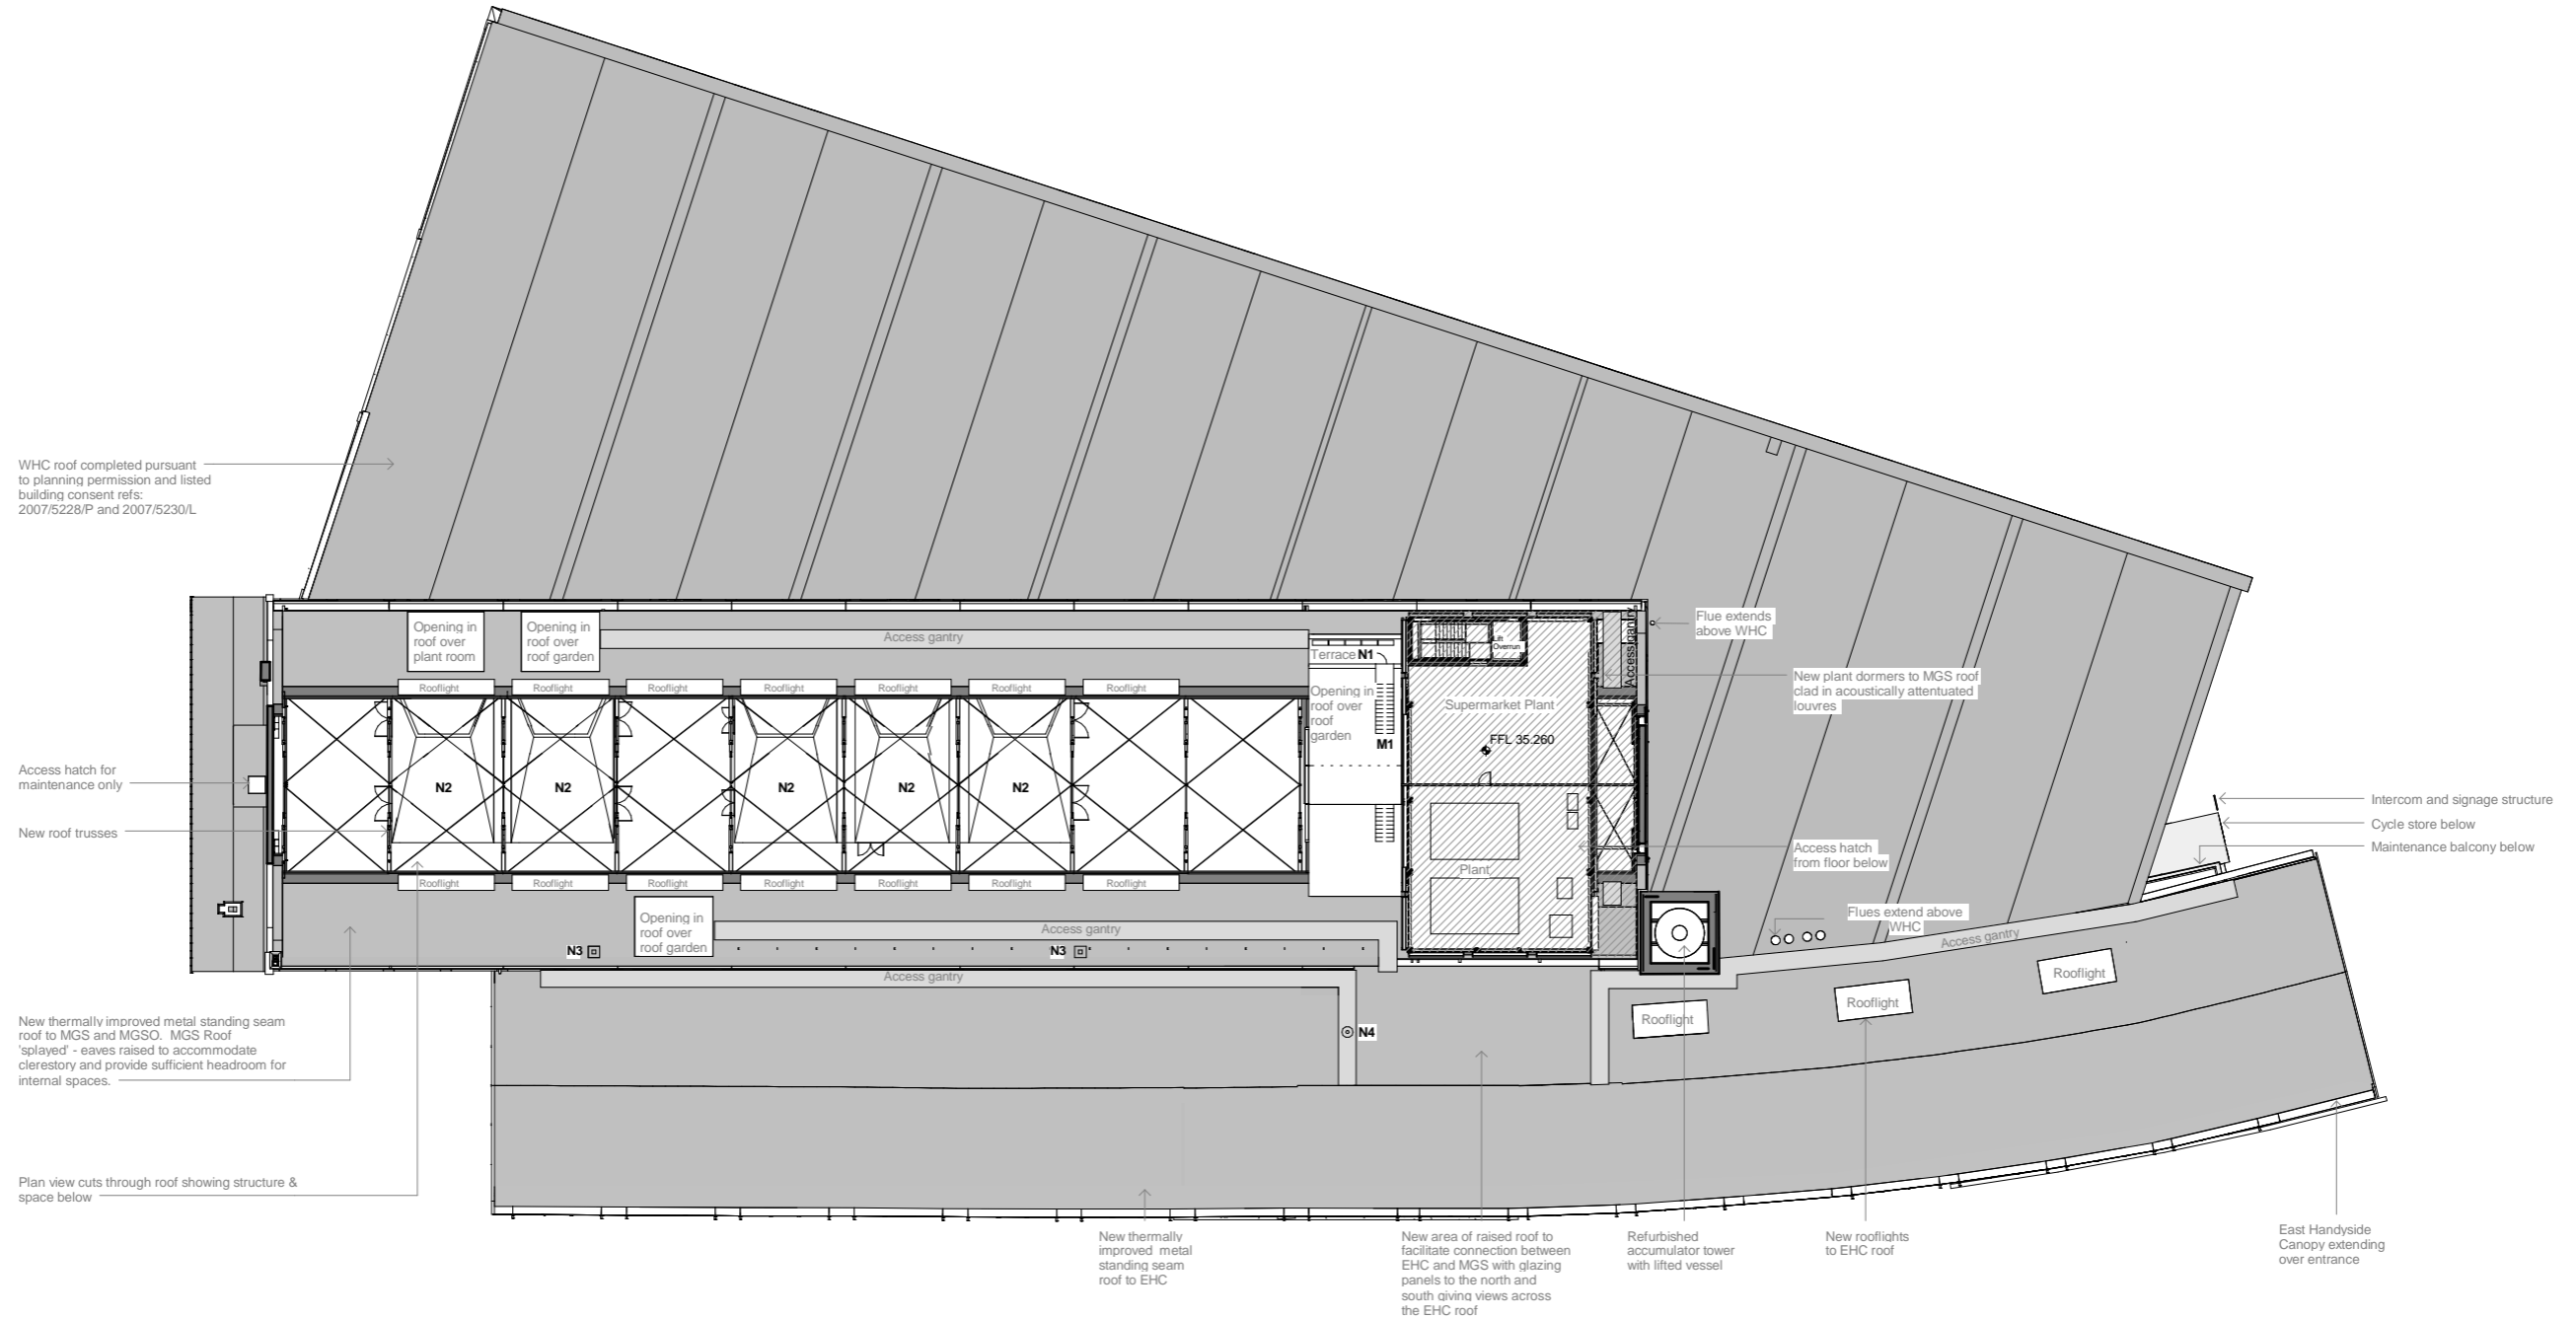 WHC roof completed pursuant
to planning permission and listed
building consent refs:
2007/5228/P and 2007/5230/L
Opening in
roof over
plant room
Opening in
roof over
roof garden
Access gantry
Terrace N1
Lift
Overrun
Access gantry
Flue extends
above WHC
New plant dormers to MGS roof
clad in acoustically attentuated
louvres
Rooflight
Rooflight
Rooflight
Rooflight
Rooflight
Rooflight
Rooflight
Opening in
roof over
roof
garden
M1
Supermarket Plant
FFL 35.260
Access hatch for
maintenance only
N2
N2
N2
N2
N2
New roof trusses
Intercom and signage structure
Cycle store below
Maintenance balcony below
Access hatch
from floor below
Plant
Rooflight
Rooflight
Rooflight
Rooflight
Rooflight
Rooflight
Rooflight
Opening in
roof over
roof garden
Access gantry
N3
N3
Flues extend above
WHC
Access gantry
Access gantry
Rooflight
Rooflight
Rooflight
N4
New thermally improved metal standing seam
roof to MGS and MGSO.  MGS Roof
'splayed' - eaves raised to accommodate
clerestory and provide sufficient headroom for
internal spaces.
Plan view cuts through roof showing structure &
space below
New thermally
improved  metal
standing seam
roof to EHC
New area of raised roof to
facilitate connection between
EHC and MGS with glazing
panels to the north and
south giving views across
the EHC roof
Refurbished
accumulator tower
with lifted vessel
New rooflights
to EHC roof
East Handyside
Canopy extending
over entrance